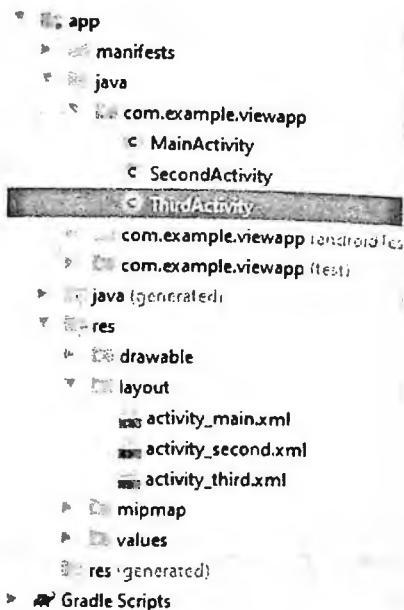 app
manifests
java
com.example.viewapp
C MainActivity
C SecondActivity
C ThirdActivity
com.example.viewapp (androidTes
com.example.viewapp (test)
java (generated)
res
drawable
layout
activity_main.xml
activity_second.xml
activity_third.xml
mipmap
values
res (generated)
Gradle Scripts